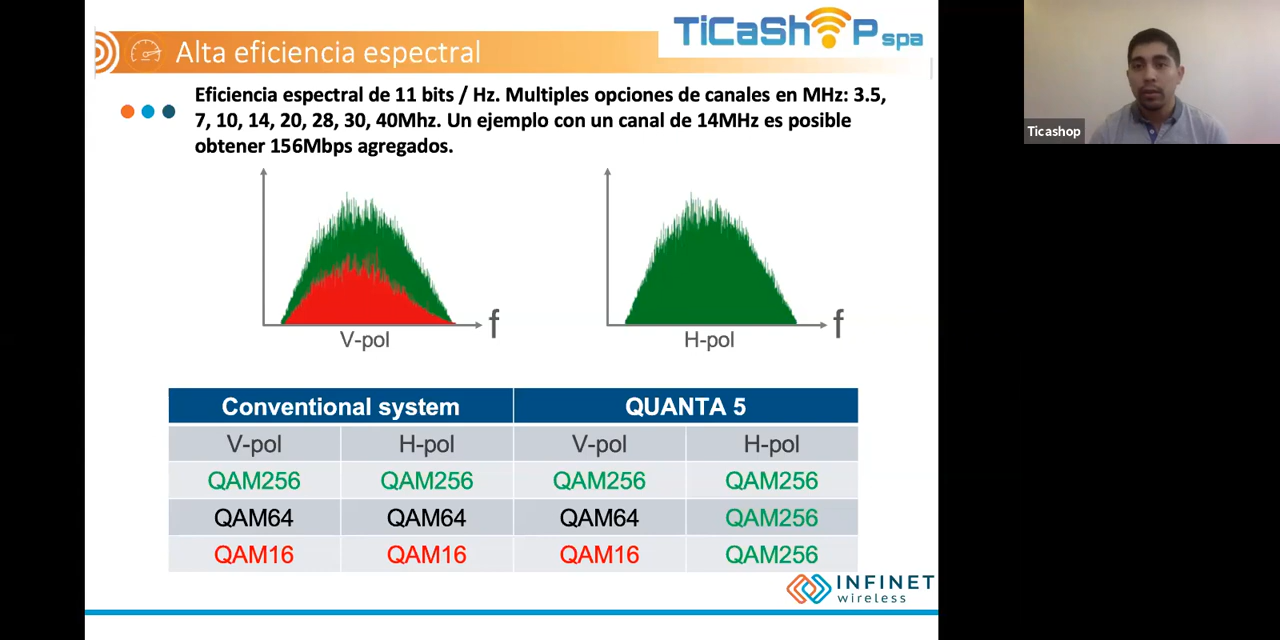 Alta eficiencia espectral
TiCaShop spa
Eficiencia espectral de 11 bits / Hz. Multiples opciones de canales en MHz: 3.5,
7, 10, 14, 20, 28, 30, 40Mhz. Un ejemplo con un canal de 14MHz es posible
obtener 156Mbps agregados.
f
V-pol
f
H-pol
Conventional system QUANTA 5
V-pol H-pol V-pol H-pol
QAM256 QAM256 QAM256 QAM256
QAM64 QAM64 QAM64 QAM256
QAM16 QAM16 QAM16 QAM256
INFINET
wireless
Ticashop